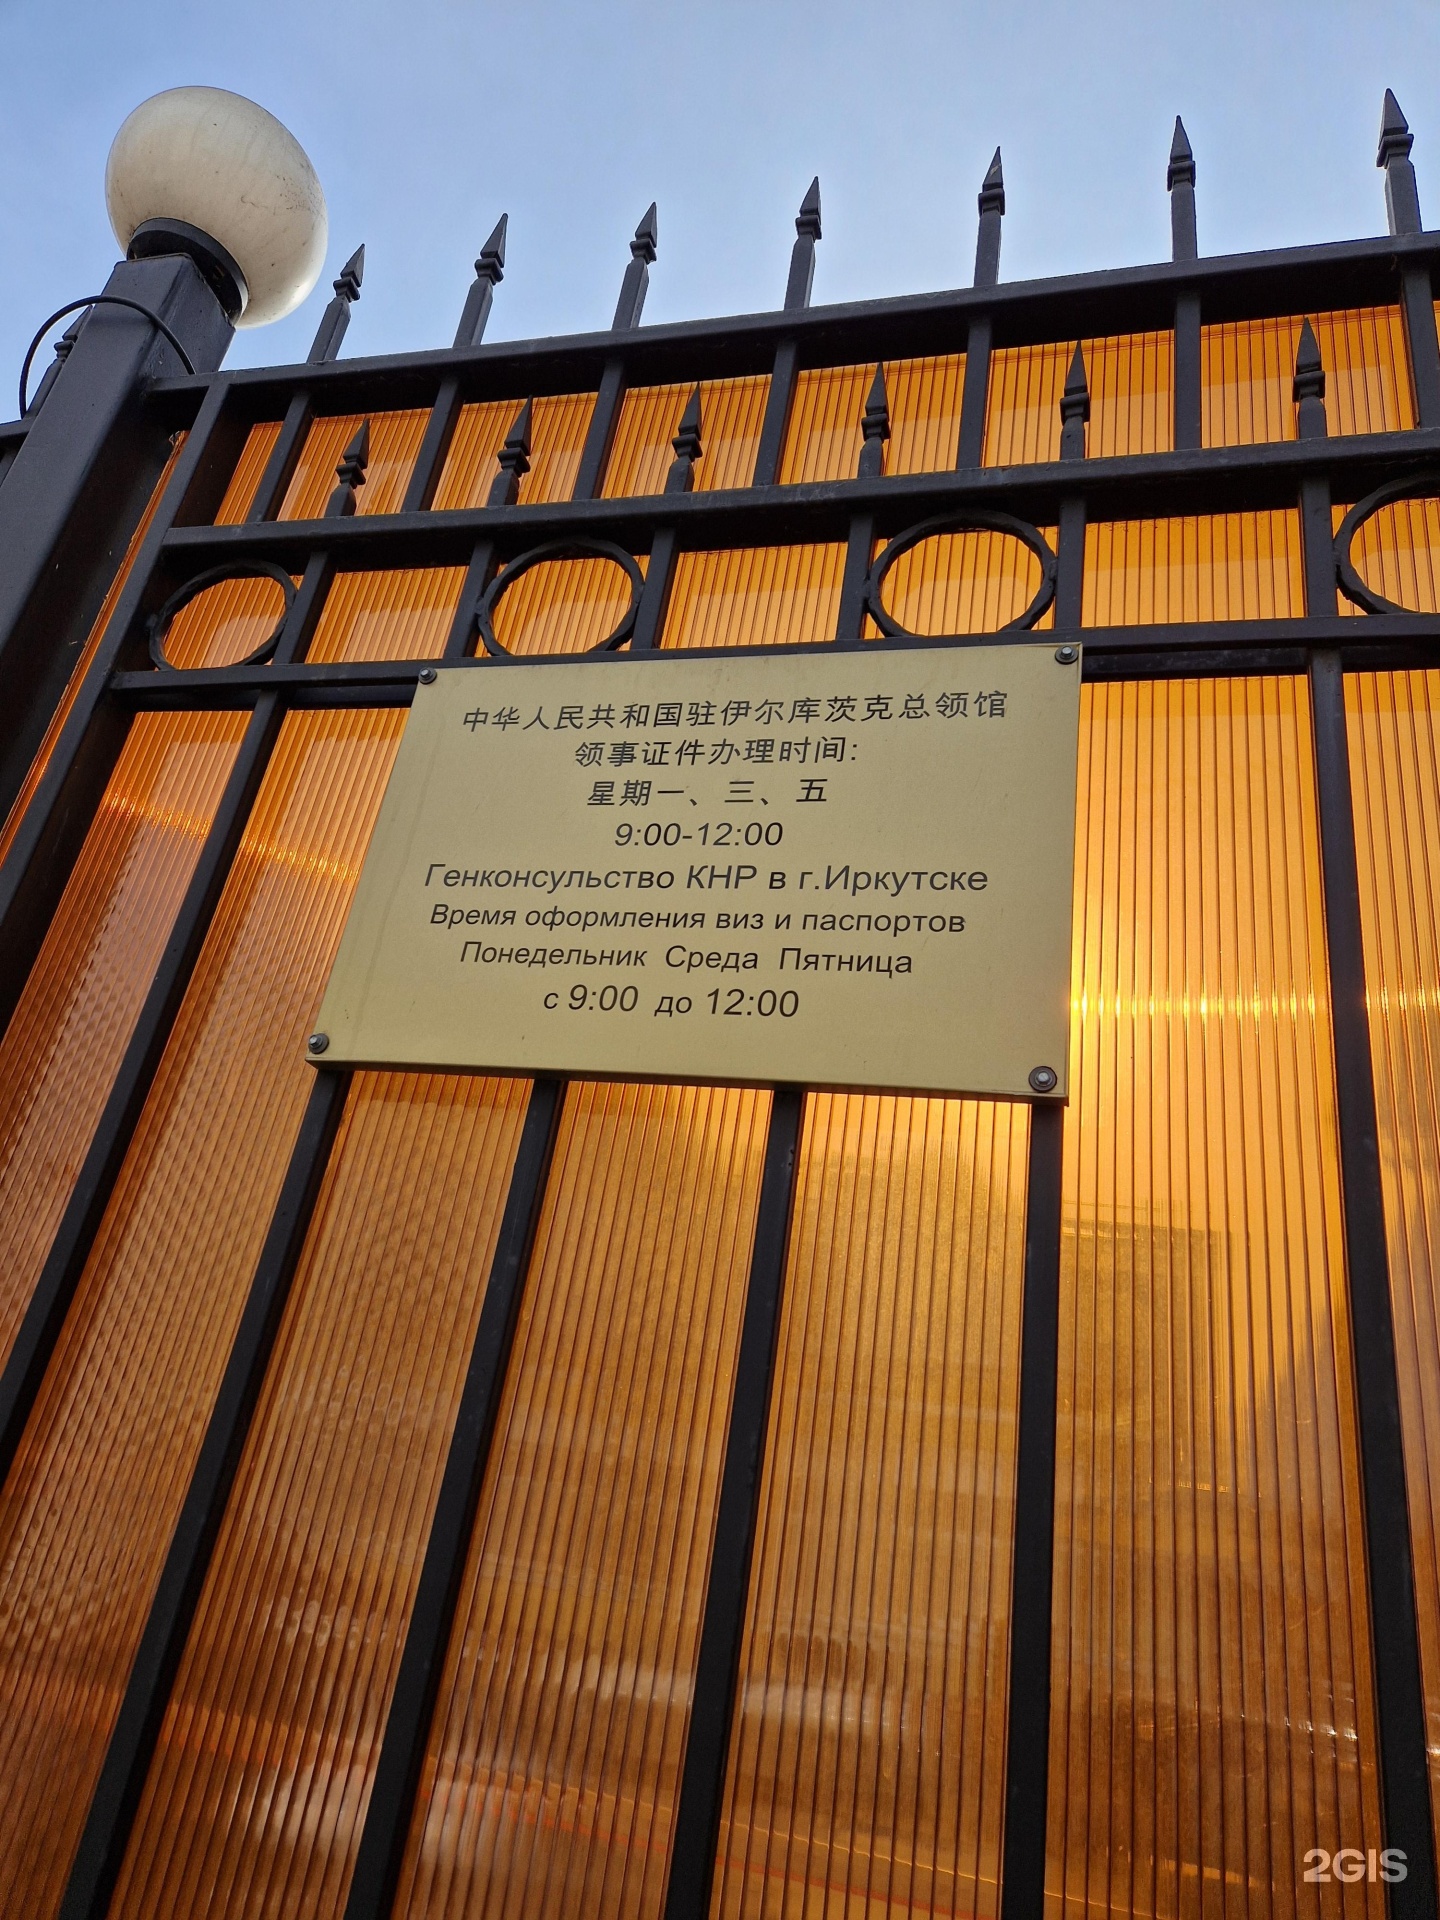 中华人民共和国驻伊尔库茨克总领馆
领事证件办理时间:
星期一、三、五
9:00-12:00
Генконсульство КНР в г.Иркутске
Время оформления виз и паспортов
Понедельник Среда Пятница
с 9:00 до 12:00
2GIS